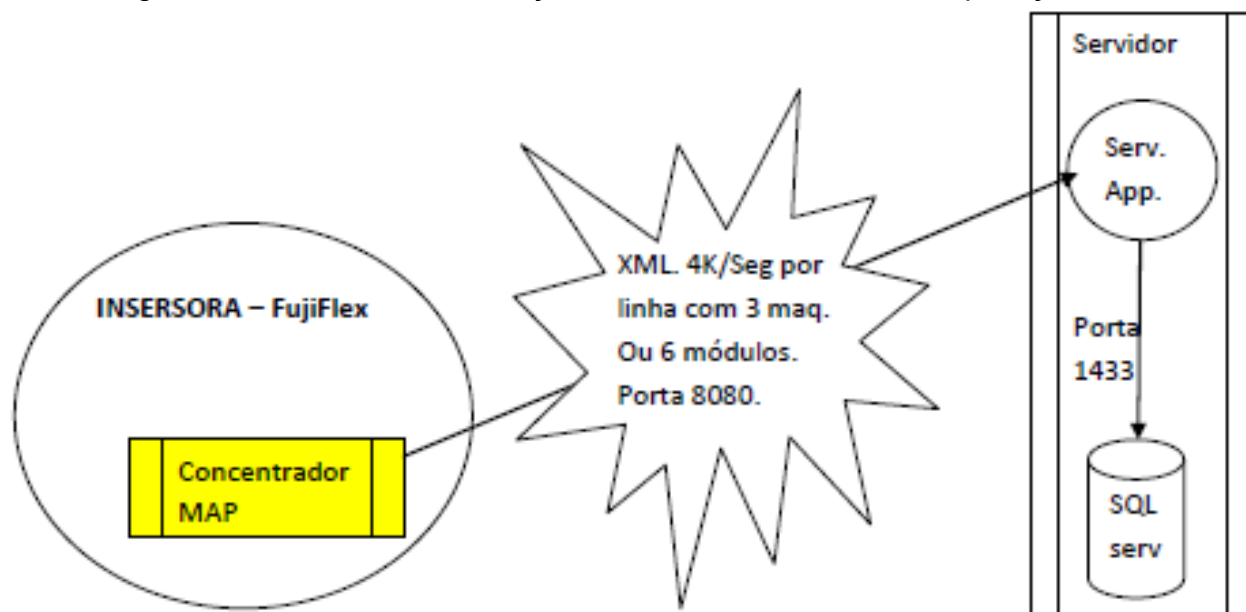 Servidor
Serv.
App.
XML. 4K/Seg por
linha com 3 maq.
Ou 6 módulos.
Porta 8080.
INSERSORA – FujiFlex
Porta
1433
Concentrador
MAP
SQL
serv